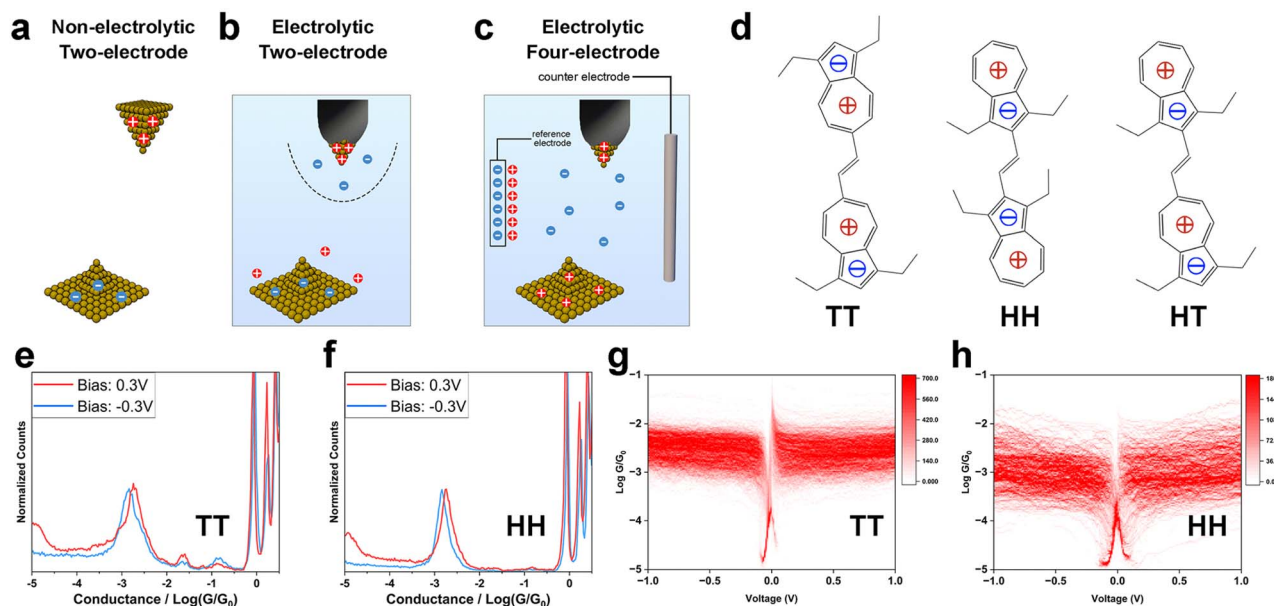 a
Non-electrolytic
Two-electrode
b
Electrolytic
Two-electrode
c
Electrolytic
Four-electrode
counter electrode
reference
electrode
d
TT
HH
HT
e
Bias: 0.3V
Bias: -0.3V
Normalized Counts
TT
-5
-4
-3
-2
-1
0
Conductance / Log(G/G₀)
f
Bias: 0.3V
Bias: -0.3V
Normalized Counts
HH
-5
-4
-3
-2
-1
0
Conductance / Log(G/G₀)
g
Log G/G₀
−1
−2
−3
−4
−5
TT
−1.0
−0.5
0.0
0.5
1.0
Voltage (V)
700.0
560.0
420.0
280.0
140.0
0.000
h
Log G/G₀
−1
−2
−3
−4
−5
HH
−1.0
−0.5
0.0
0.5
1.0
Voltage (V)